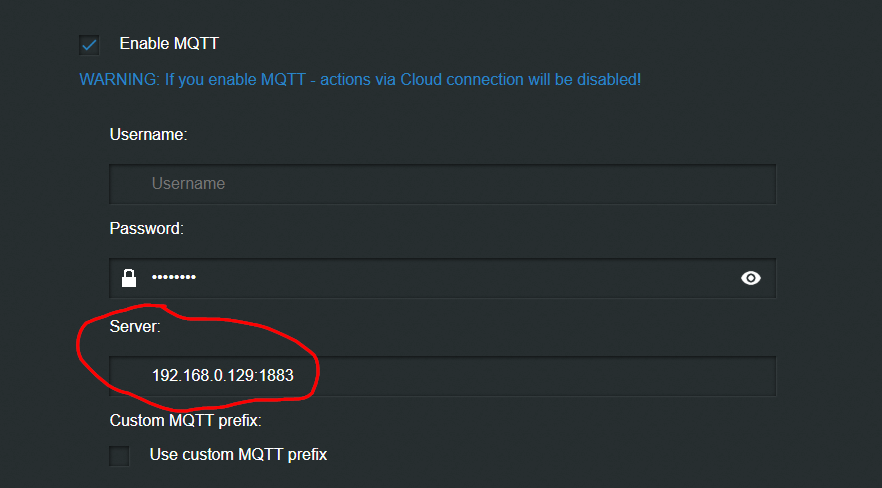 Enable MQTT
WARNING: If you enable MQTT - actions via Cloud connection will be disabled!
Username:
Username
Password:
••••••••
Server:
192.168.0.129:1883
Custom MQTT prefix:
Use custom MQTT prefix